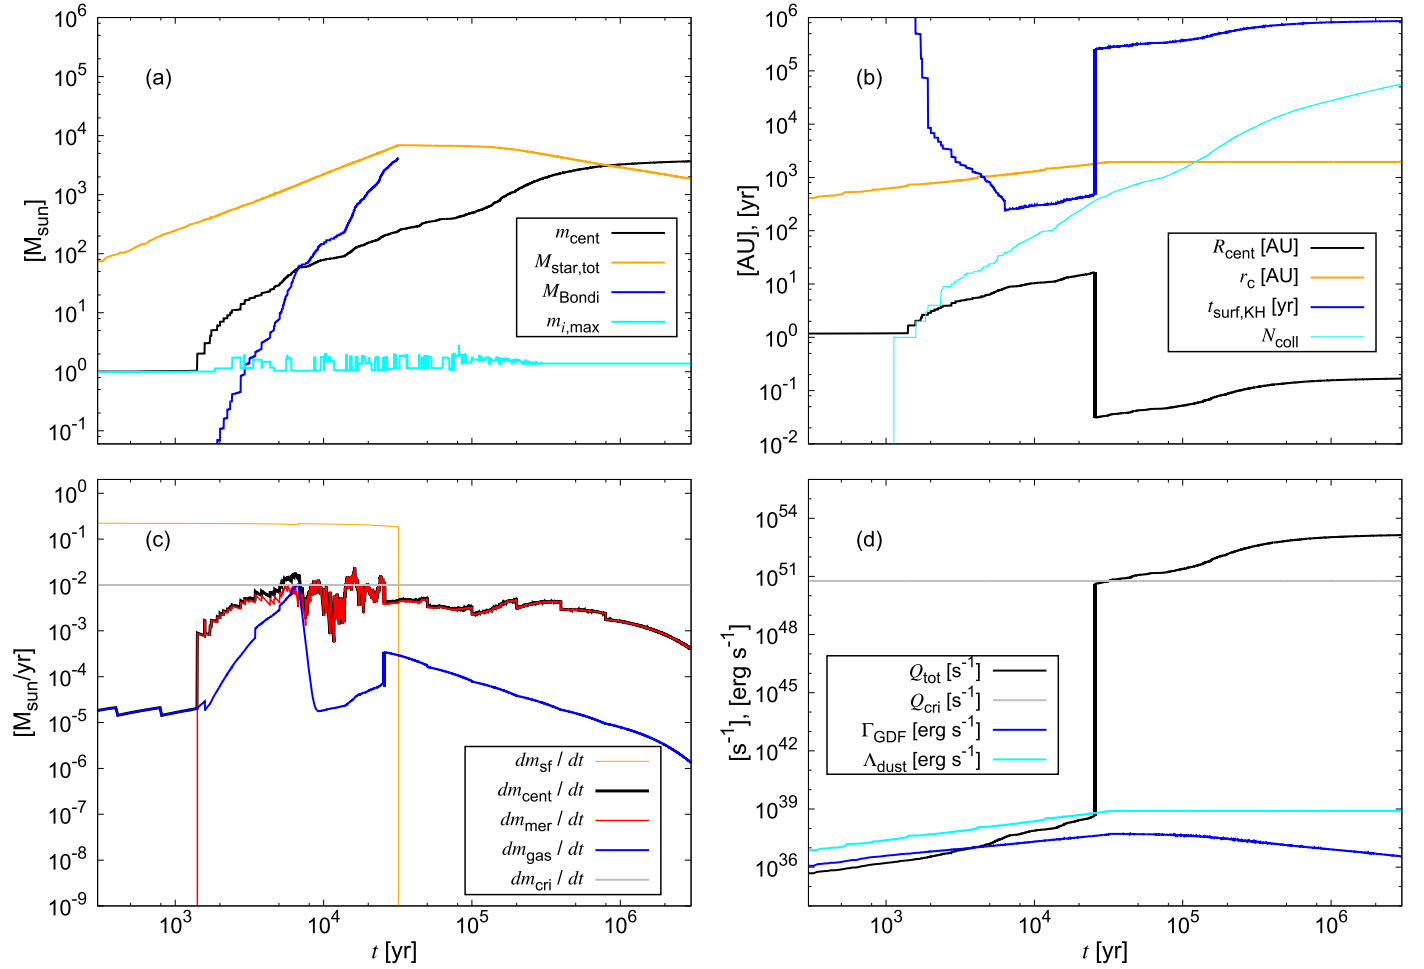 10^6
10^5
10^4
10^3
10^2
10^1
10^0
10^-1
[M_sun]
(a)
m_cent
M_star,tot
M_Bondi
m_i,max
10^6
10^5
10^4
10^3
10^2
10^1
10^0
10^-1
10^-2
[AU], [yr]
(b)
R_cent [AU]
r_c [AU]
t_surf,KH [yr]
N_coll
10^0
10^-1
10^-2
10^-3
10^-4
10^-5
10^-6
10^-7
10^-8
10^-9
[M_sun/yr]
(c)
dm_sf / dt
dm_cent / dt
dm_mer / dt
dm_gas / dt
dm_cri / dt
10^3 10^4 10^5 10^6
t [yr]
10^54
10^51
10^48
10^45
10^42
10^39
10^36
[s^-1], [erg s^-1]
(d)
Q_tot [s^-1]
Q_cri [s^-1]
Γ_GDF [erg s^-1]
Λ_dust [erg s^-1]
10^3 10^4 10^5 10^6
t [yr]